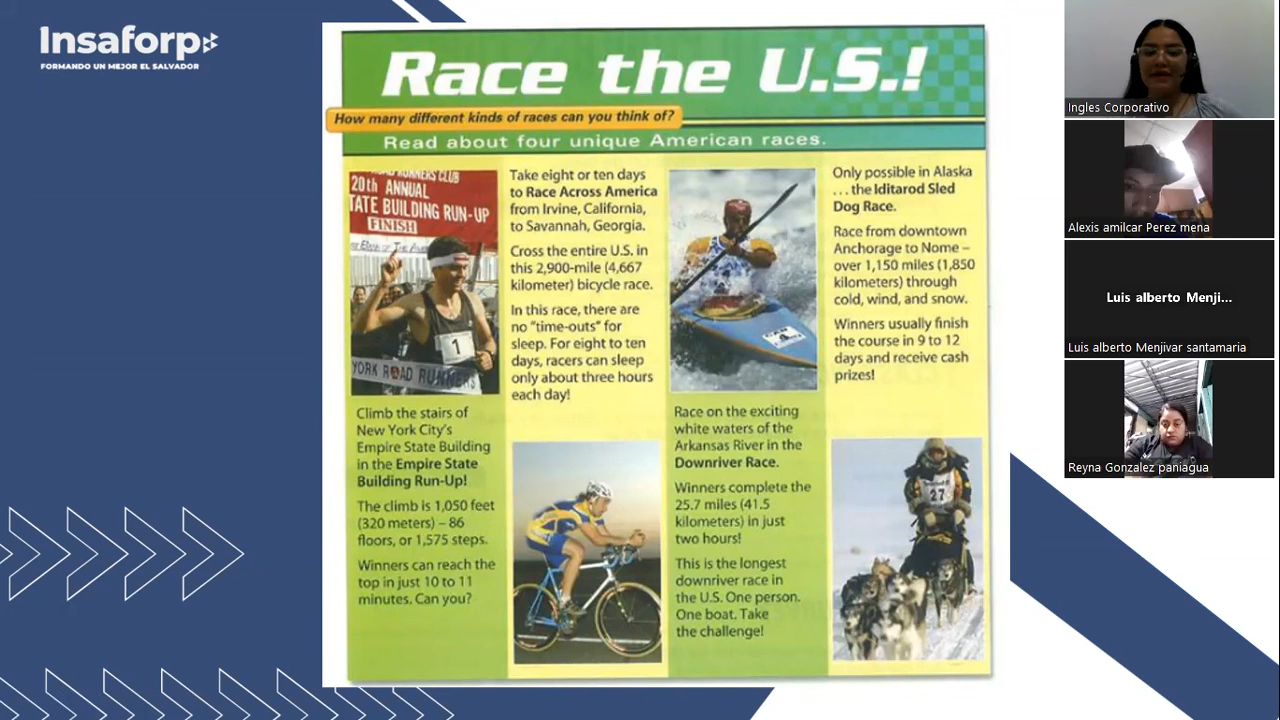 Insaforp
FORMANDO UN MEJOR EL SALVADOR
Race the U.S.!
How many different kinds of races can you think of?
Read about four unique American races.
20th ANNUAL
TATE BUILDING RUN-UP
FINISH
1
YORK ROAD RUNNERS
Climb the stairs of
New York City's
Empire State Building
in the Empire State
Building Run-Up!
The climb is 1,050 feet
(320 meters) – 86
floors, or 1,575 steps.
Winners can reach the
top in just 10 to 11
minutes. Can you?
Take eight or ten days
to Race Across America
from Irvine, California,
to Savannah, Georgia.
Cross the entire U.S. in
this 2,900-mile (4,667
kilometer) bicycle race.
In this race, there are
no "time-outs" for
sleep. For eight to ten
days, racers can sleep
only about three hours
each day!
Race on the exciting
white waters of the
Arkansas River in the
Downriver Race.
Winners complete the
25.7 miles (41.5
kilometers) in just
two hours!
This is the longest
downriver race in
the U.S. One person.
One boat. Take
the challenge!
Only possible in Alaska
. . . the Iditarod Sled
Dog Race.
Race from downtown
Anchorage to Nome –
over 1,150 miles (1,850
kilometers) through
cold, wind, and snow.
Winners usually finish
the course in 9 to 12
days and receive cash
prizes!
27
Ingles Corporativo
Alexis amilcar Perez mena
Luis alberto Menji...
Luis alberto Menjivar santamaria
Reyna Gonzalez paniagua